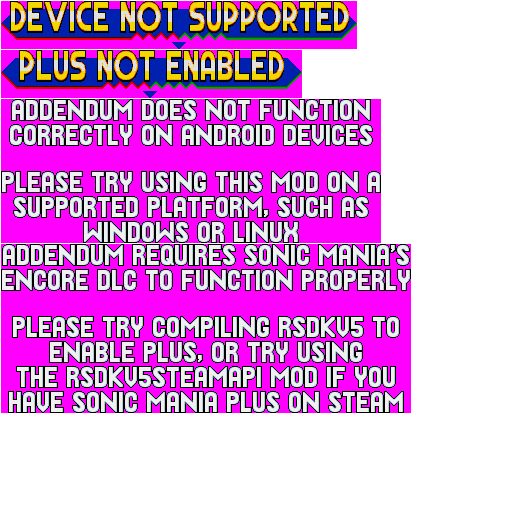 DEVICE NOT SUPPORTED
PLUS NOT ENABLED
ADDENDUM DOES NOT FUNCTION
CORRECTLY ON ANDROID DEVICES
PLEASE TRY USING THIS MOD ON A
SUPPORTED PLATFORM, SUCH AS
WINDOWS OR LINUX
ADDENDUM REQUIRES SONIC MANIA'S
ENCORE DLC TO FUNCTION PROPERLY
PLEASE TRY COMPILING RSDKV5 TO
ENABLE PLUS, OR TRY USING
THE RSDKV5STEAMAPI MOD IF YOU
HAVE SONIC MANIA PLUS ON STEAM